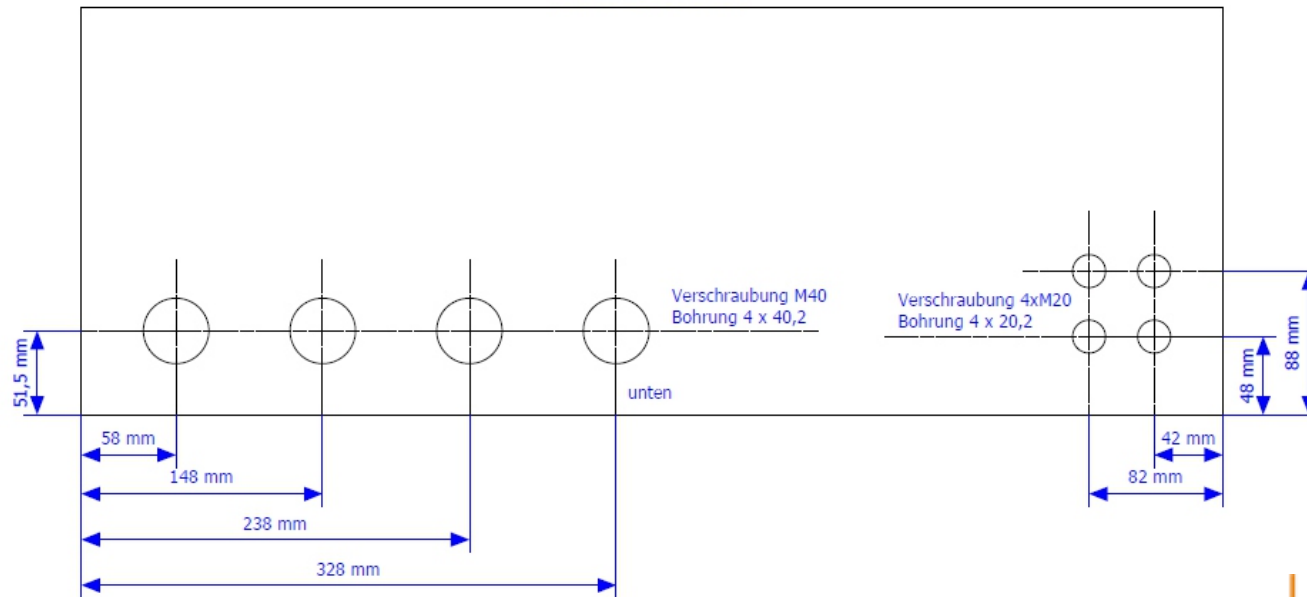 Verschraubung M40
Bohrung 4 x 40,2
Verschraubung 4xM20
Bohrung 4 x 20,2
unten
51,5 mm
48 mm
88 mm
58 mm
42 mm
148 mm
82 mm
238 mm
328 mm